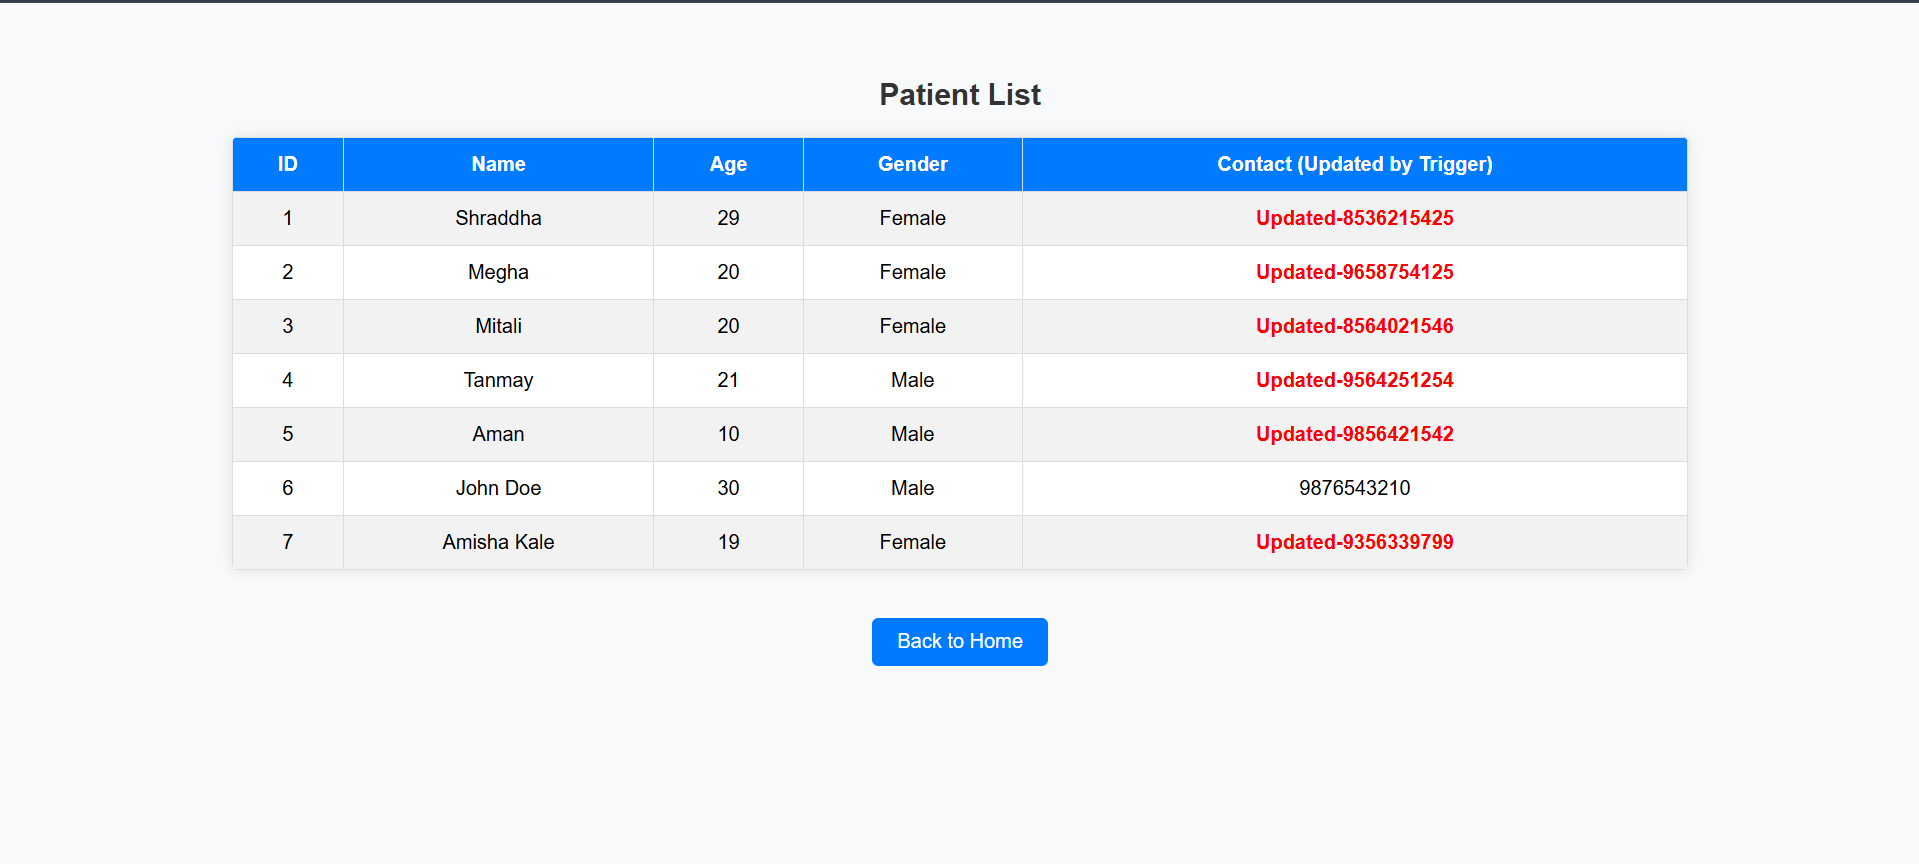 Patient List
ID Name Age Gender Contact (Updated by Trigger)
1 Shraddha 29 Female Updated-8536215425
2 Megha 20 Female Updated-9658754125
3 Mitali 20 Female Updated-8564021546
4 Tanmay 21 Male Updated-9564251254
5 Aman 10 Male Updated-9856421542
6 John Doe 30 Male 9876543210
7 Amisha Kale 19 Female Updated-9356339799
Back to Home